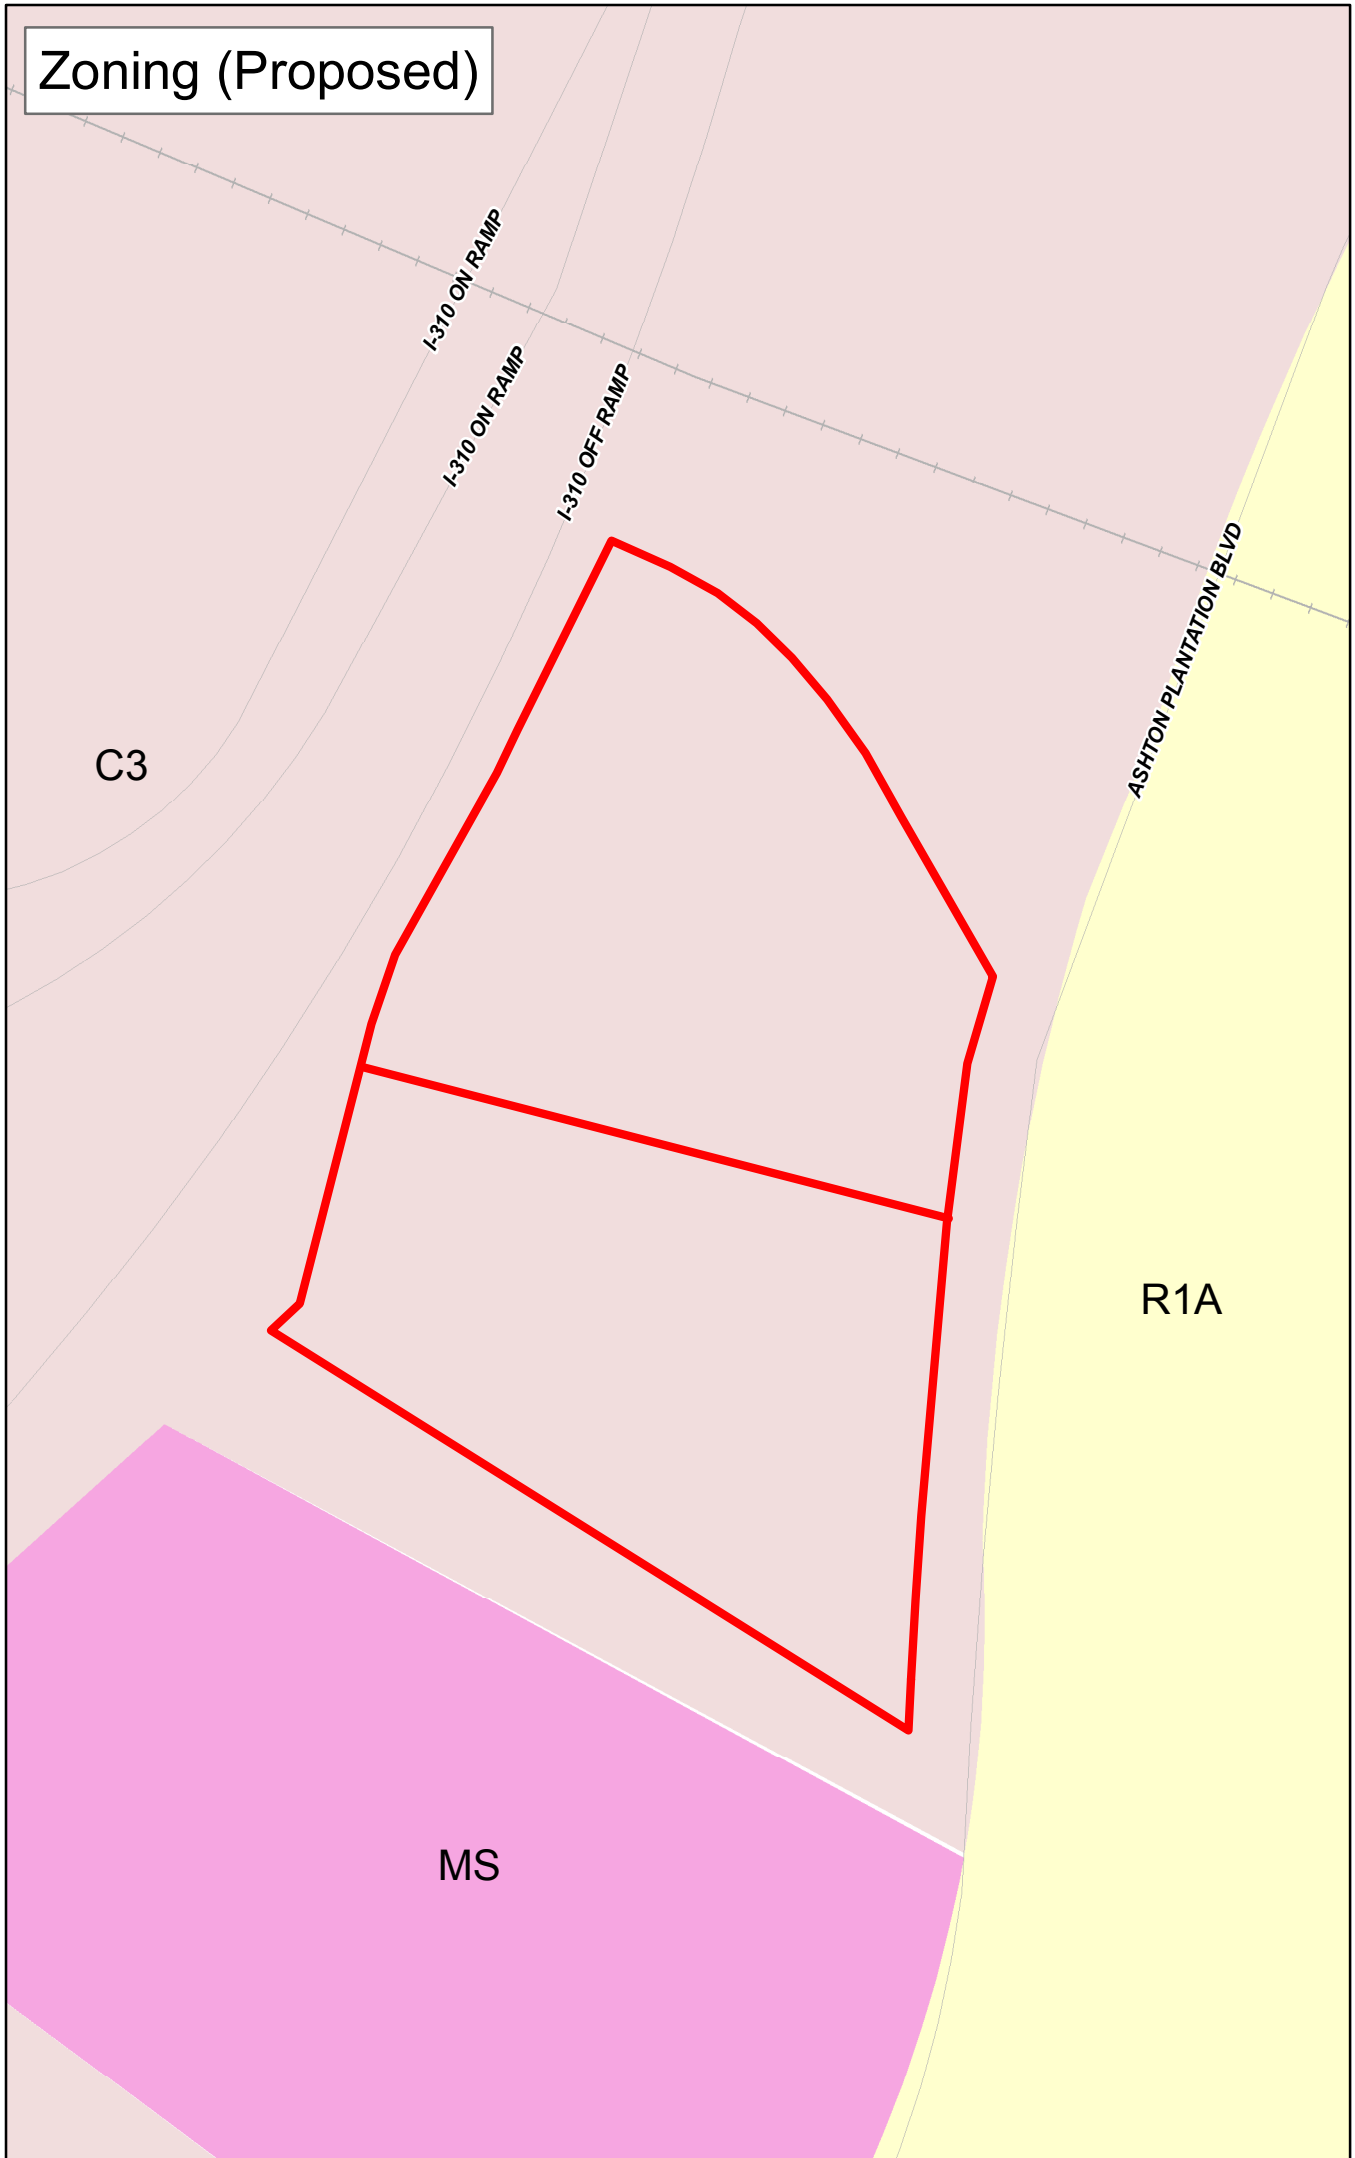 Zoning (Proposed)
I-310 ON RAMP
I-310 ON RAMP
I-310 OFF RAMP
ASHTON PLANTATION BLVD
C3
R1A
MS